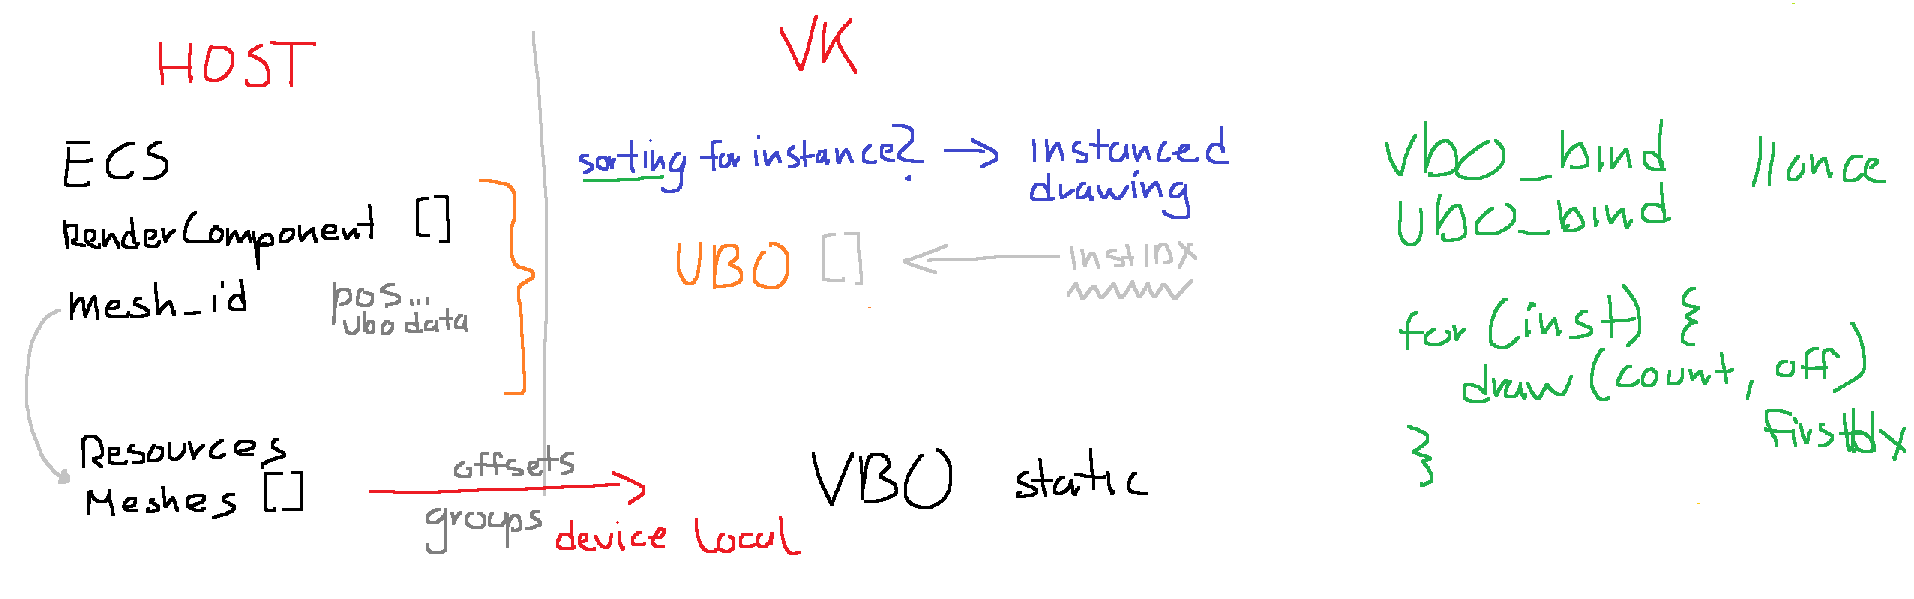 HOST
ECS
RenderComponent []
mesh_id
pos...
ubo data
Resources
Meshes []
offsets
groups
device local
VK
sorting for instance? → instanced
drawing
UBO [] ← instIDX
VBO static
vbo_bind //once
ubo_bind
for (inst) {
draw (count, off)
firstIdx
}